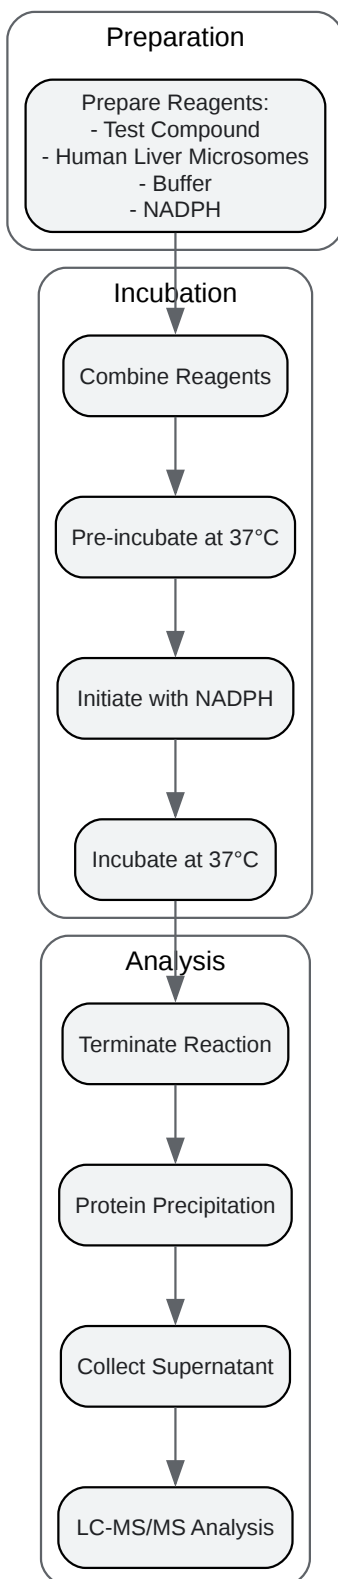 Preparation
Prepare Reagents:
- Test Compound
- Human Liver Microsomes
- Buffer
- NADPH
Incubation
Combine Reagents
Pre-incubate at 37°C
Initiate with NADPH
Incubate at 37°C
Analysis
Terminate Reaction
Protein Precipitation
Collect Supernatant
LC-MS/MS Analysis